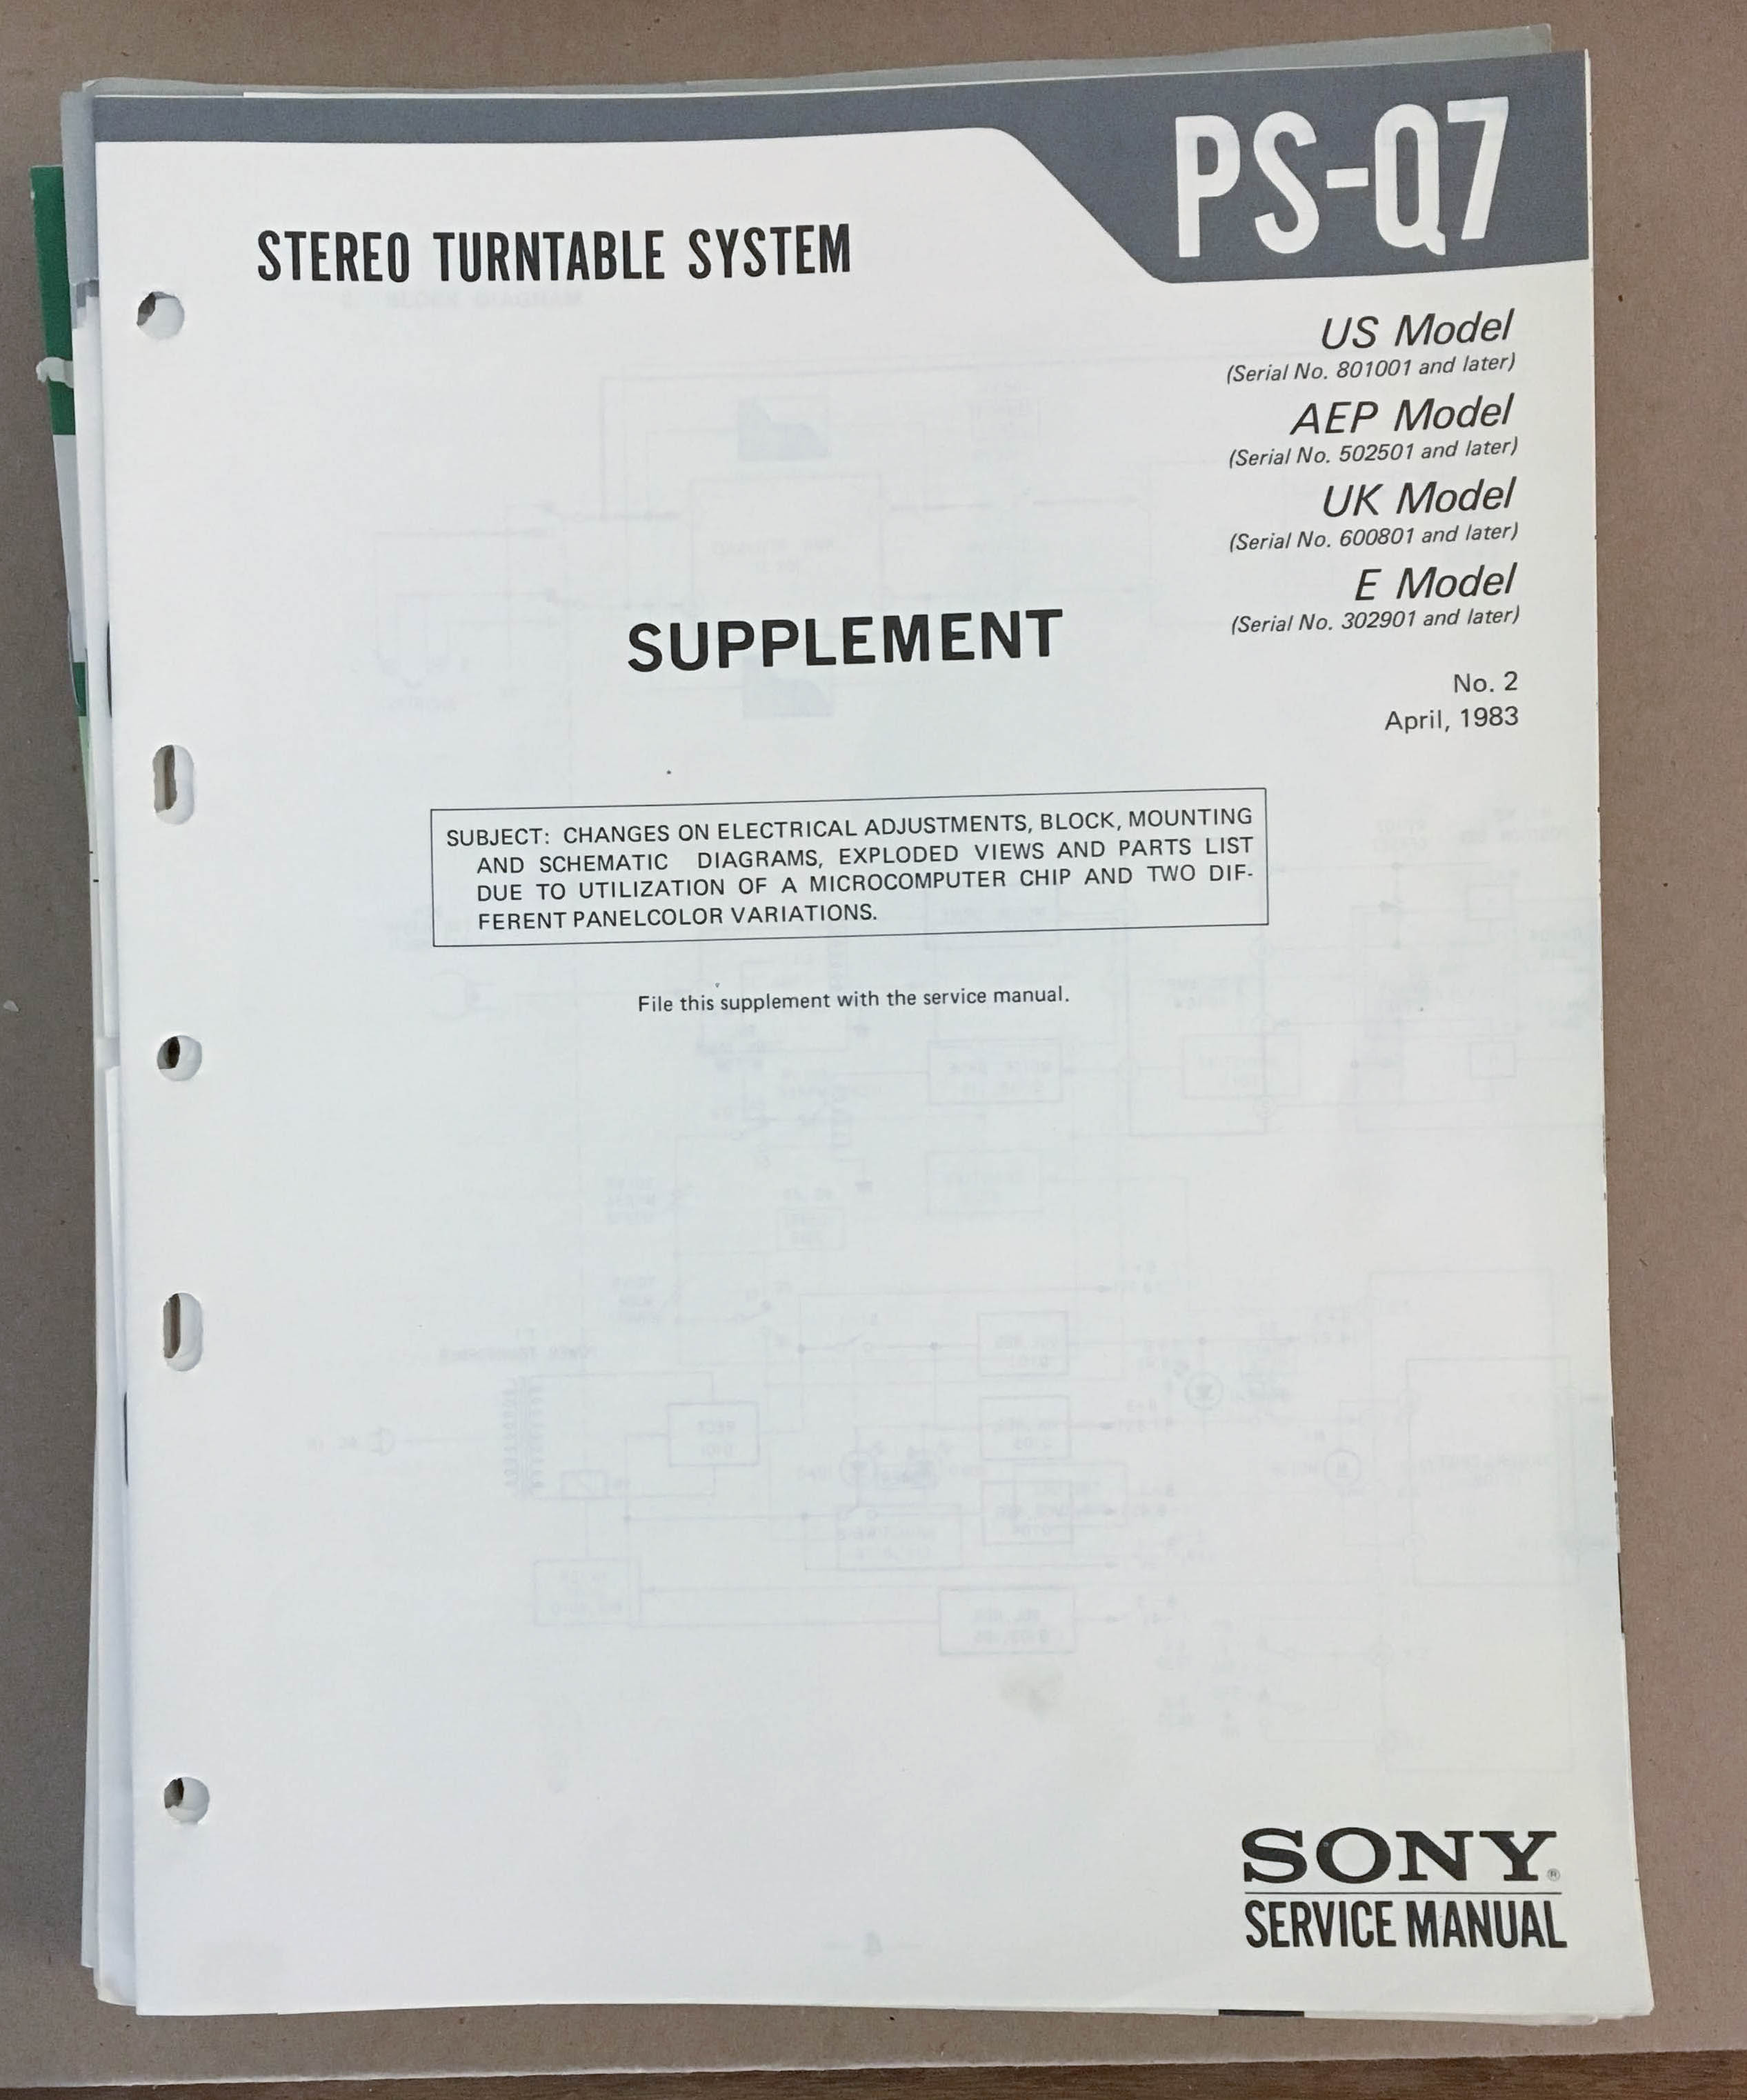 PS-Q7
STEREO TURNTABLE SYSTEM
US Model
(Serial No. 801001 and later)
AEP Model
(Serial No. 502501 and later)
UK Model
(Serial No. 600801 and later)
E Model
(Serial No. 302901 and later)
SUPPLEMENT
No. 2
April, 1983
SUBJECT: CHANGES ON ELECTRICAL ADJUSTMENTS, BLOCK, MOUNTING
AND SCHEMATIC DIAGRAMS, EXPLODED VIEWS AND PARTS LIST
DUE TO UTILIZATION OF A MICROCOMPUTER CHIP AND TWO DIF-
FERENT PANELCOLOR VARIATIONS.
File this supplement with the service manual.
SONY®
SERVICE MANUAL